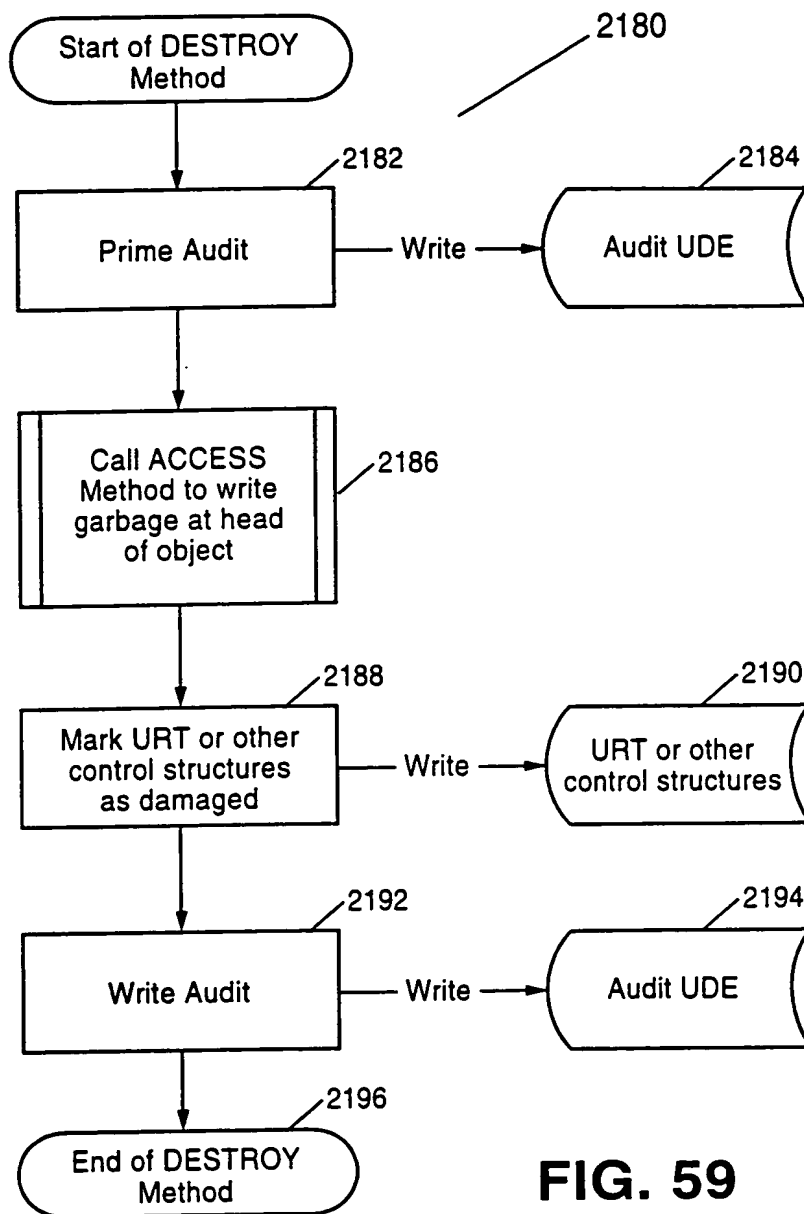 Start of DESTROY
Method
2180
2182
Prime Audit
Write
2184
Audit UDE
Call ACCESS
Method to write
garbage at head
of object
2186
2188
Mark URT or other
control structures
as damaged
Write
2190
URT or other
control structures
2192
Write Audit
Write
2194
Audit UDE
2196
End of DESTROY
Method
FIG. 59